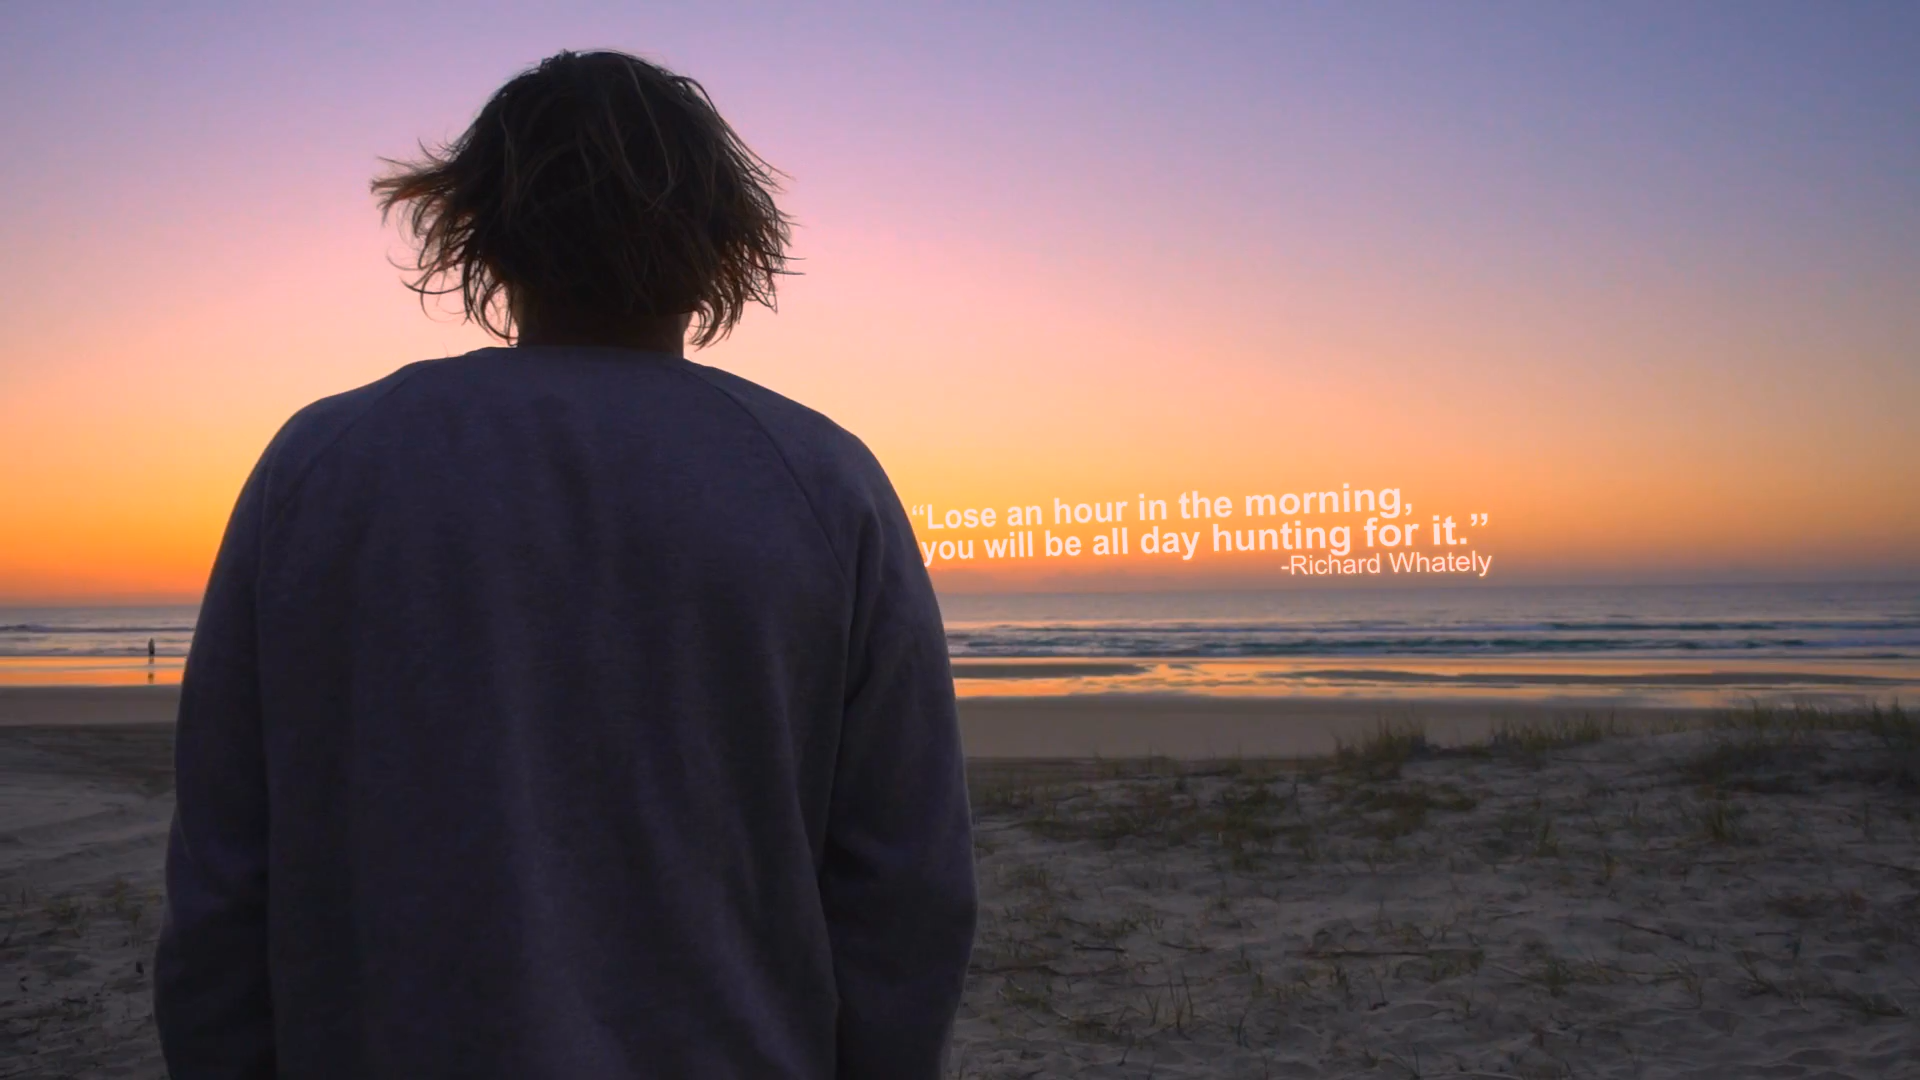 “Lose an hour in the morning,
you will be all day hunting for it.”
-Richard Whately